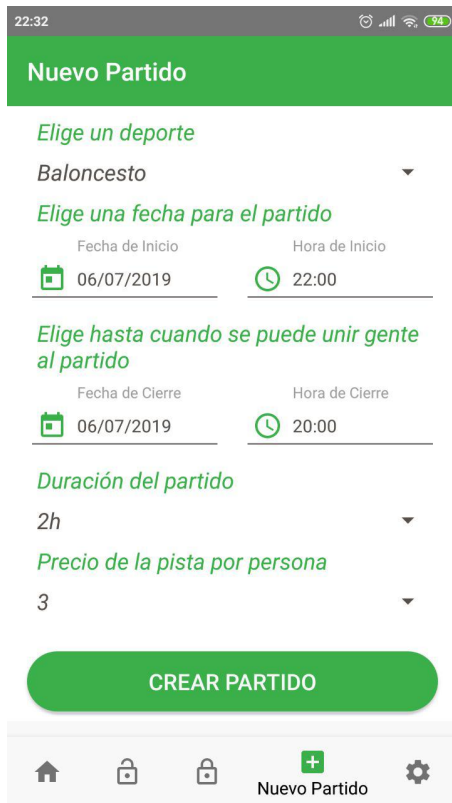 22:32 94
Nuevo Partido
Elige un deporte
Baloncesto
Elige una fecha para el partido
Fecha de Inicio Hora de Inicio
06/07/2019 22:00
Elige hasta cuando se puede unir gente
al partido
Fecha de Cierre Hora de Cierre
06/07/2019 20:00
Duración del partido
2h
Precio de la pista por persona
3
CREAR PARTIDO
Nuevo Partido